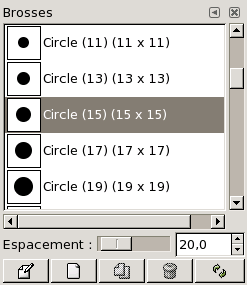 Brosses
Circle (11) (11 x 11)
Circle (13) (13 x 13)
Circle (15) (15 x 15)
Circle (17) (17 x 17)
Circle (19) (19 x 19)
Espacement : 20,0